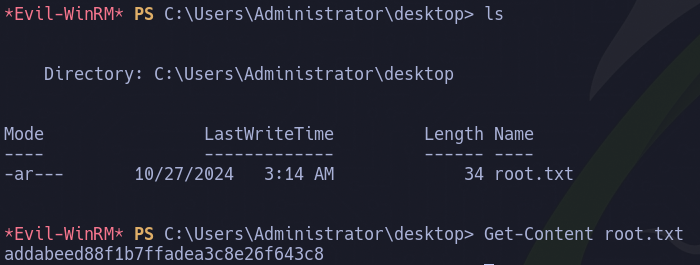 *Evil-WinRM* PS C:\Users\Administrator\desktop> ls
Directory: C:\Users\Administrator\desktop
Mode LastWriteTime Length Name
---- ------------- ------ ----
-ar--- 10/27/2024 3:14 AM 34 root.txt
*Evil-WinRM* PS C:\Users\Administrator\desktop> Get-Content root.txt
addabeed88f1b7ffadea3c8e26f643c8